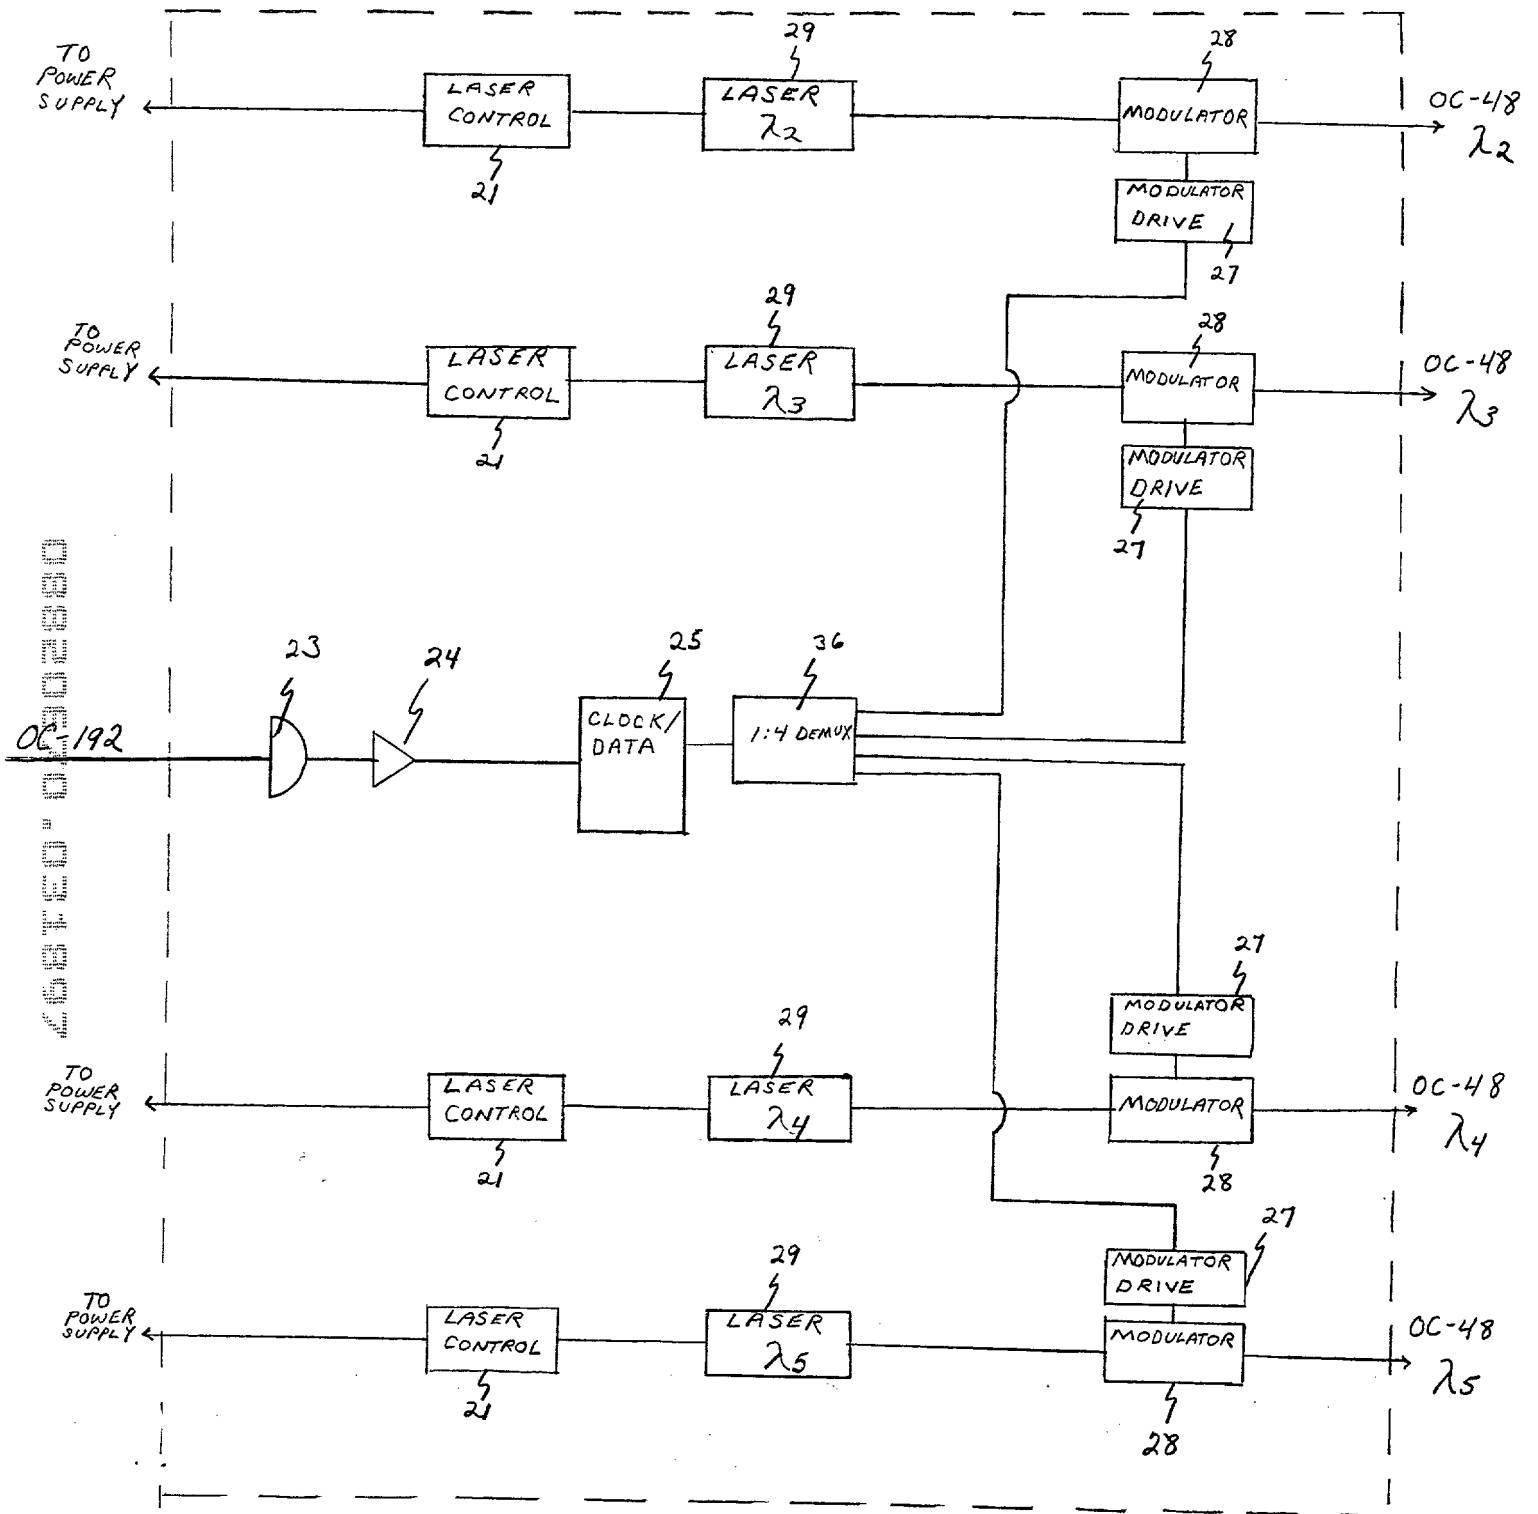 29
28
TO
POWER
SUPPLY
LASER
CONTROL
LASER
λ2
MODULATOR
OC-48
λ2
21
MODULATOR
DRIVE
27
29
28
TO
POWER
SUPPLY
LASER
CONTROL
LASER
λ3
MODULATOR
OC-48
λ3
21
MODULATOR
DRIVE
27
23
24
25
36
OC-192
CLOCK/
DATA
1:4 DEMUX
27
MODULATOR
DRIVE
29
TO
POWER
SUPPLY
LASER
CONTROL
LASER
λ4
MODULATOR
OC-48
λ4
21
28
27
29
MODULATOR
DRIVE
TO
POWER
SUPPLY
LASER
CONTROL
LASER
λ5
MODULATOR
OC-48
λ5
21
28